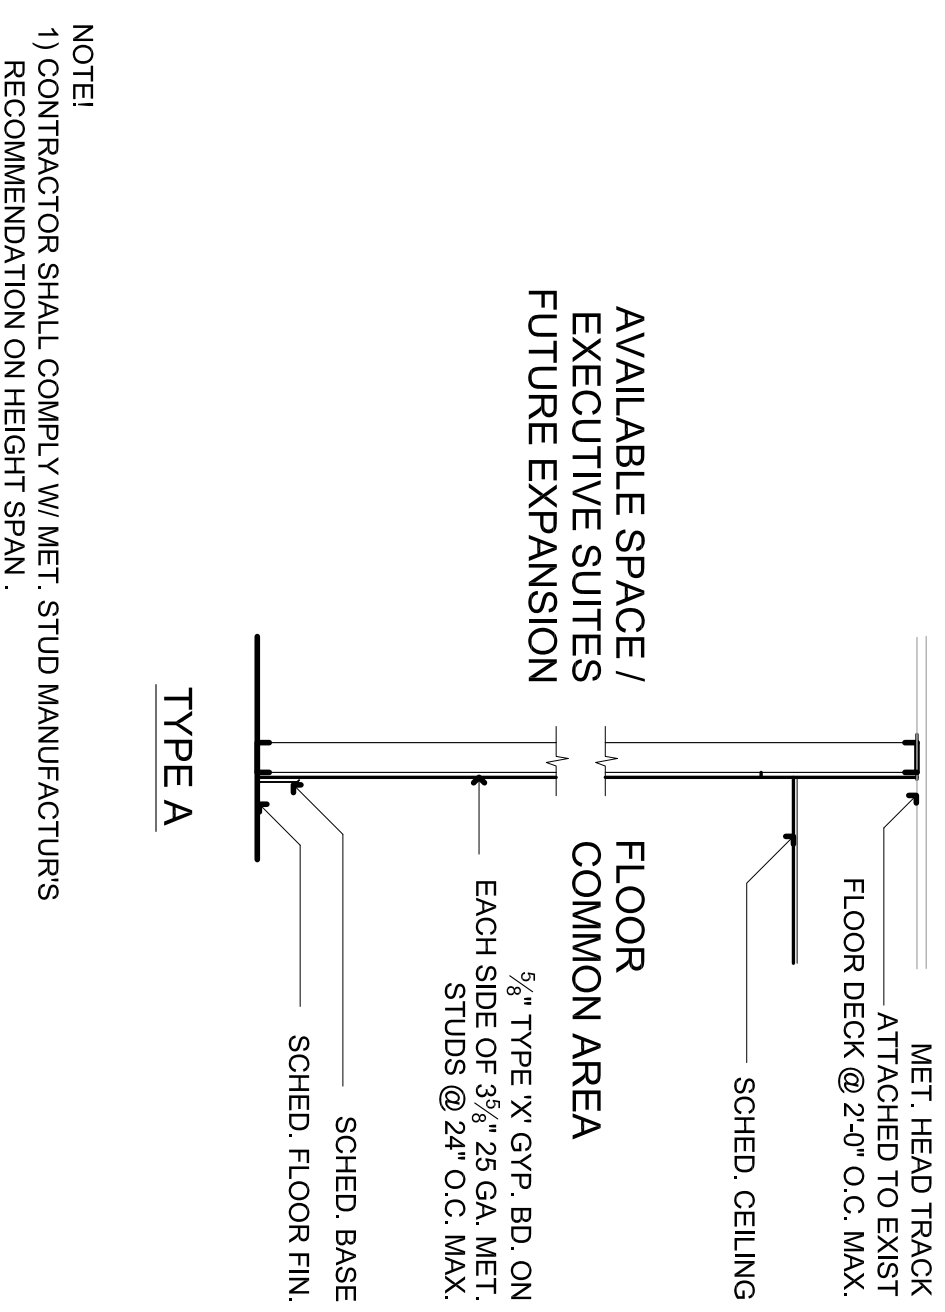 MET. HEAD TRACK
ATTACHED TO EXIST
FLOOR DECK @ 2'-0" O.C. MAX.
SCHED. CEILING
AVAILABLE SPACE /
EXECUTIVE SUITES
FUTURE EXPANSION
FLOOR
COMMON AREA
5/8" TYPE 'X' GYP. BD. ON
EACH SIDE OF 3 5/8" 25 GA. MET.
STUDS @ 24" O.C. MAX.
SCHED. BASE
SCHED. FLOOR FIN.
TYPE A
NOTE!
1) CONTRACTOR SHALL COMPLY W/ MET. STUD MANUFACTUR'S
RECOMMENDATION ON HEIGHT SPAN .